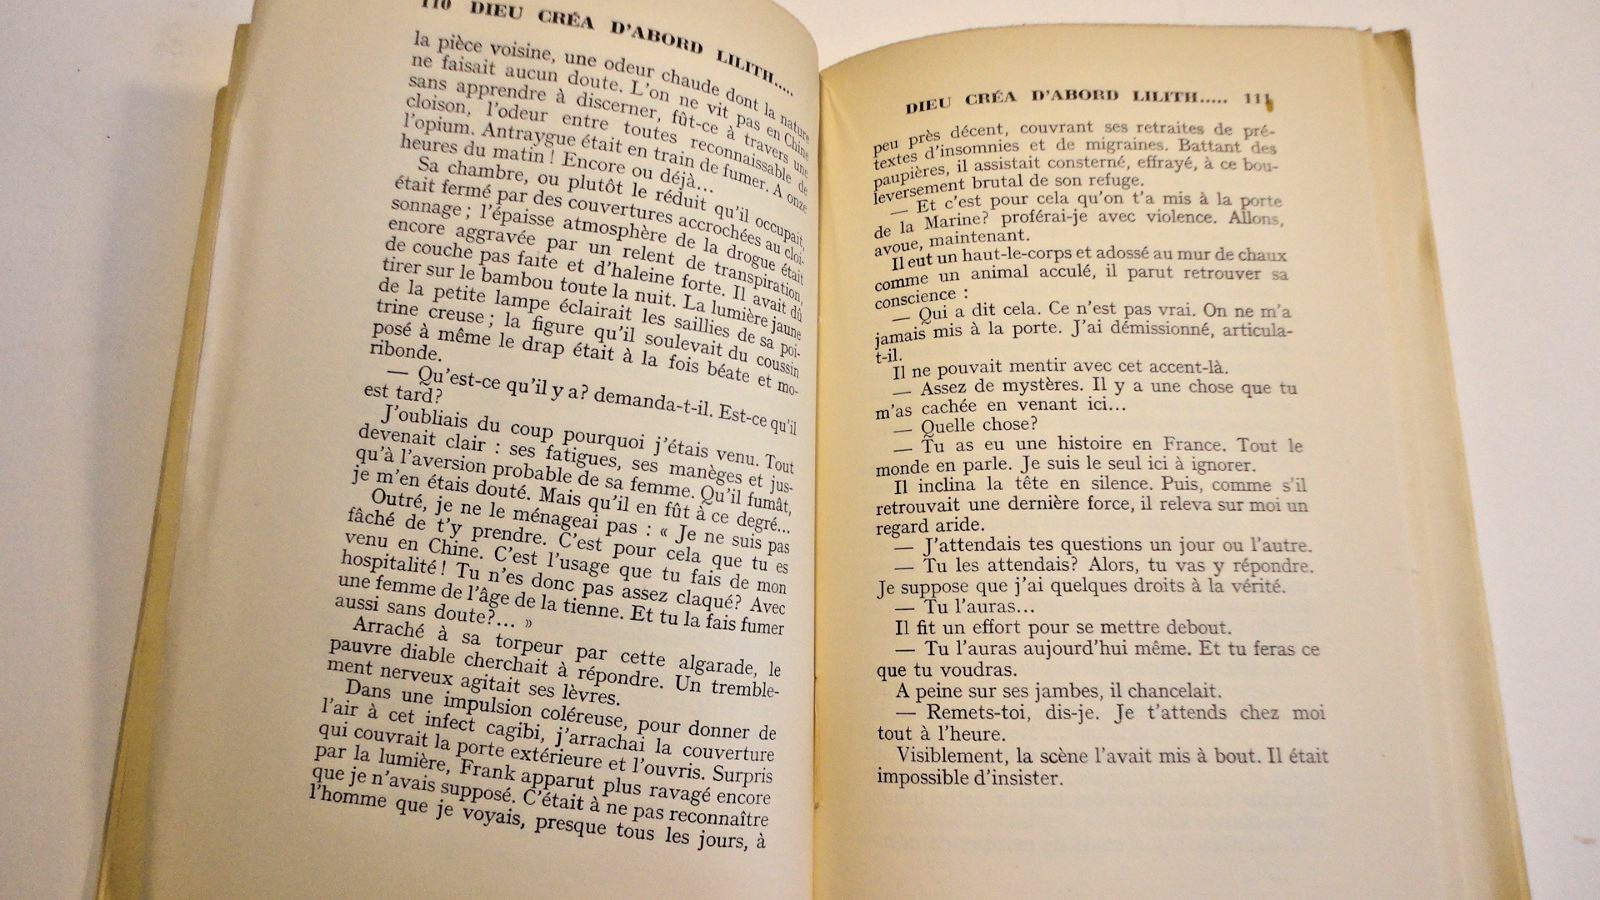 110 DIEU CRÉA D'ABORD LILITH.....
la pièce voisine, une odeur chaude dont la nature
ne faisait aucun doute. L'on ne vit pas en Chine
sans apprendre à discerner, fût-ce à travers une
cloison, l'odeur entre toutes reconnaissable de
l'opium. Antraygue était en train de fumer. A onze
heures du matin ! Encore ou déjà...
Sa chambre, ou plutôt le réduit qu'il occupait,
était fermé par des couvertures accrochées au cloi-
sonnage ; l'épaisse atmosphère de la drogue était
encore aggravée par un relent de transpiration,
de couche pas faite et d'haleine forte. Il avait dû
tirer sur le bambou toute la nuit. La lumière jaune
de la petite lampe éclairait les saillies de sa poi-
trine creuse ; la figure qu'il soulevait du coussin
posé à même le drap était à la fois béate et mo-
ribonde.
— Qu'est-ce qu'il y a? demanda-t-il. Est-ce qu'il
est tard?
J'oubliais du coup pourquoi j'étais venu. Tout
devenait clair : ses fatigues, ses manèges et jus-
qu'à l'aversion probable de sa femme. Qu'il fumât,
je m'en étais douté. Mais qu'il en fût à ce degré...
Outré, je ne le ménageai pas : « Je ne suis pas
fâché de t'y prendre. C'est pour cela que tu es
venu en Chine. C'est l'usage que tu fais de mon
hospitalité ! Tu n'es donc pas assez claqué? Avec
une femme de l'âge de la tienne. Et tu la fais fumer
aussi sans doute?... »
Arraché à sa torpeur par cette algarade, le
pauvre diable cherchait à répondre. Un tremble-
ment nerveux agitait ses lèvres.
Dans une impulsion coléreuse, pour donner de
l'air à cet infect cagibi, j'arrachai la couverture
qui couvrait la porte extérieure et l'ouvris. Surpris
par la lumière, Frank apparut plus ravagé encore
que je n'avais supposé. C'était à ne pas reconnaître
l'homme que je voyais, presque tous les jours, à
DIEU CRÉA D'ABORD LILITH..... 111
peu près décent, couvrant ses retraites de pré-
textes d'insomnies et de migraines. Battant des
paupières, il assistait consterné, effrayé, à ce bou-
leversement brutal de son refuge.
— Et c'est pour cela qu'on t'a mis à la porte
de la Marine? proférai-je avec violence. Allons,
avoue, maintenant.
Il eut un haut-le-corps et adossé au mur de chaux
comme un animal acculé, il parut retrouver sa
conscience :
— Qui a dit cela. Ce n'est pas vrai. On ne m'a
jamais mis à la porte. J'ai démissionné, articula-
t-il.
Il ne pouvait mentir avec cet accent-là.
— Assez de mystères. Il y a une chose que tu
m'as cachée en venant ici...
— Quelle chose?
— Tu as eu une histoire en France. Tout le
monde en parle. Je suis le seul ici à ignorer.
Il inclina la tête en silence. Puis, comme s'il
retrouvait une dernière force, il releva sur moi un
regard aride.
— J'attendais tes questions un jour ou l'autre.
— Tu les attendais? Alors, tu vas y répondre.
Je suppose que j'ai quelques droits à la vérité.
— Tu l'auras...
Il fit un effort pour se mettre debout.
— Tu l'auras aujourd'hui même. Et tu feras ce
que tu voudras.
A peine sur ses jambes, il chancelait.
— Remets-toi, dis-je. Je t'attends chez moi
tout à l'heure.
Visiblement, la scène l'avait mis à bout. Il était
impossible d'insister.